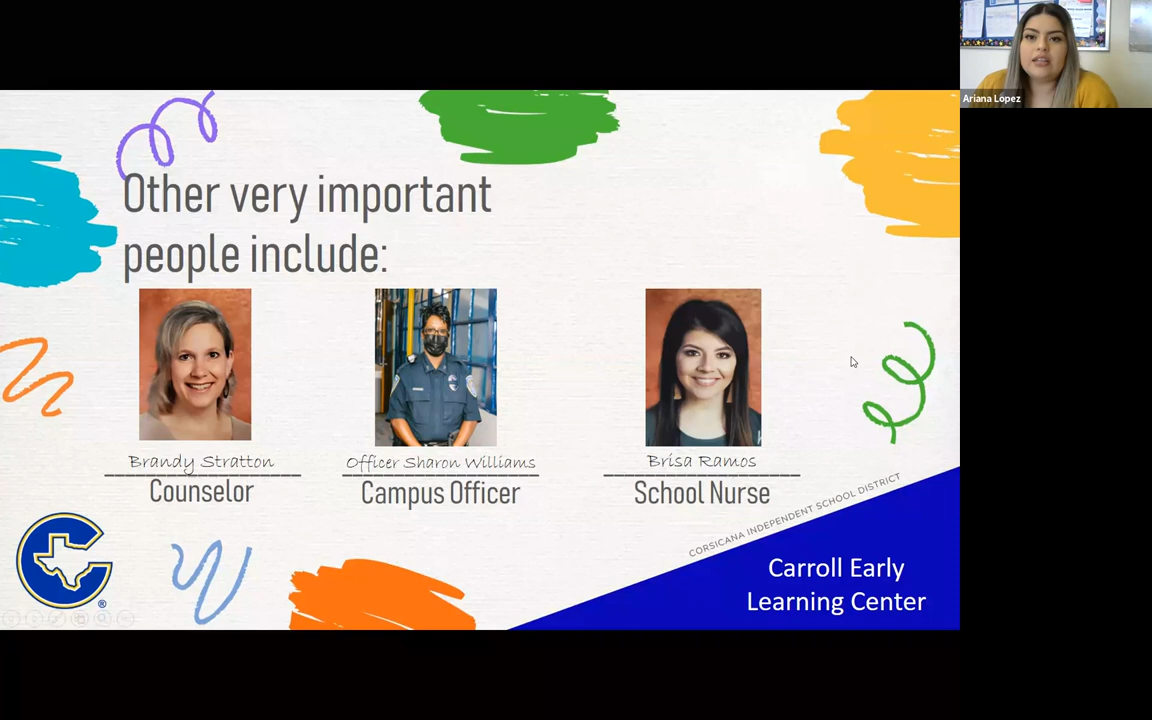 Ariana Lopez
Other very important
people include:
Brandy Stratton
Counselor
Officer Sharon Williams
Campus Officer
Brisa Ramos
School Nurse
CORSICANA INDEPENDENT SCHOOL DISTRICT
Carroll Early
Learning Center
®